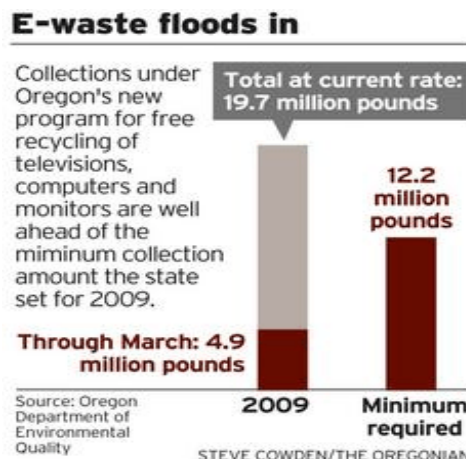 E-waste floods in
Collections under
Oregon's new
program for free
recycling of
televisions,
computers and
monitors are well
ahead of the
miminum collection
amount the state
set for 2009.
Total at current rate:
19.7 million pounds
12.2
million
pounds
Through March: 4.9
million pounds
2009
Minimum
required
Source: Oregon
Department of
Environmental
Quality
STEVE COWDEN/THE OREGONIAN